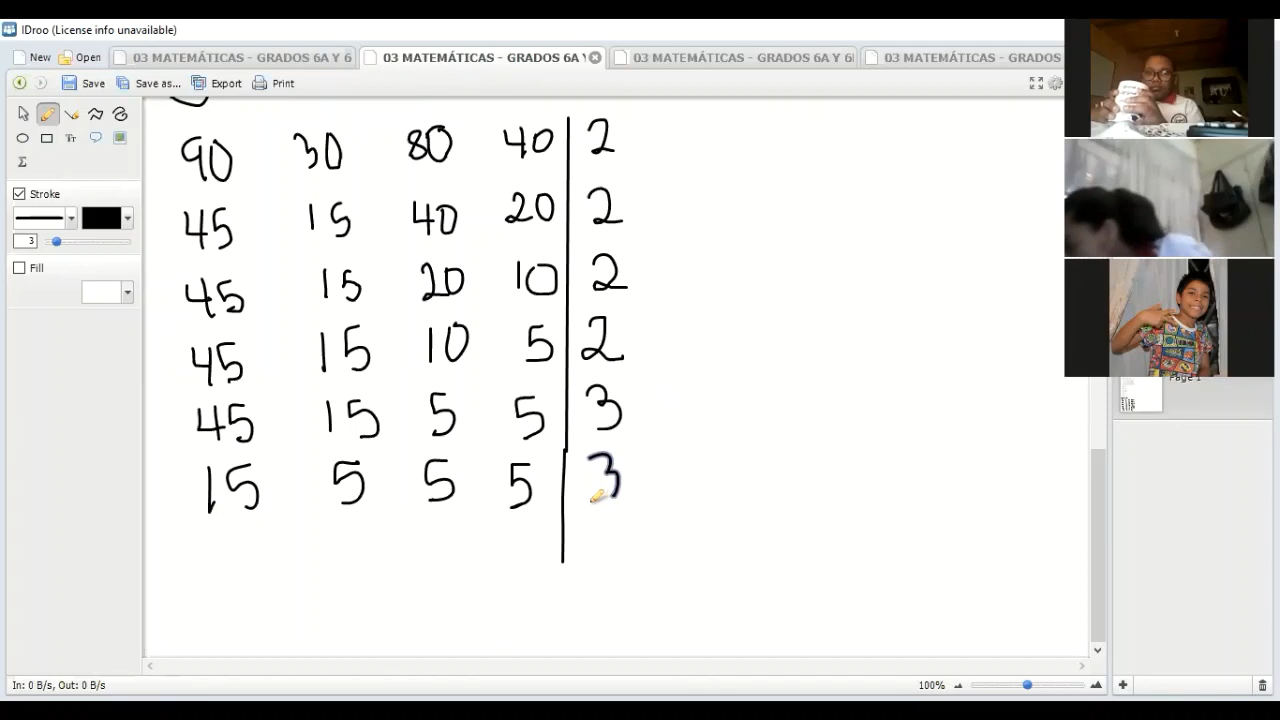 IDroo (License info unavailable)
New Open 03 MATEMÁTICAS - GRADOS 6A Y 6 03 MATEMÁTICAS - GRADOS 6A Y 03 MATEMÁTICAS - GRADOS 6A Y 6 03 MATEMÁTICAS - GRADOS
Save Save as... Export Print
Tr
Σ
Stroke
3
Fill
90 30 80 40 2
45 15 40 20 2
45 15 20 10 2
45 15 10 5 2
45 15 5 5 3
15 5 5 5 3
Page 1
In: 0 B/s, Out: 0 B/s 100%